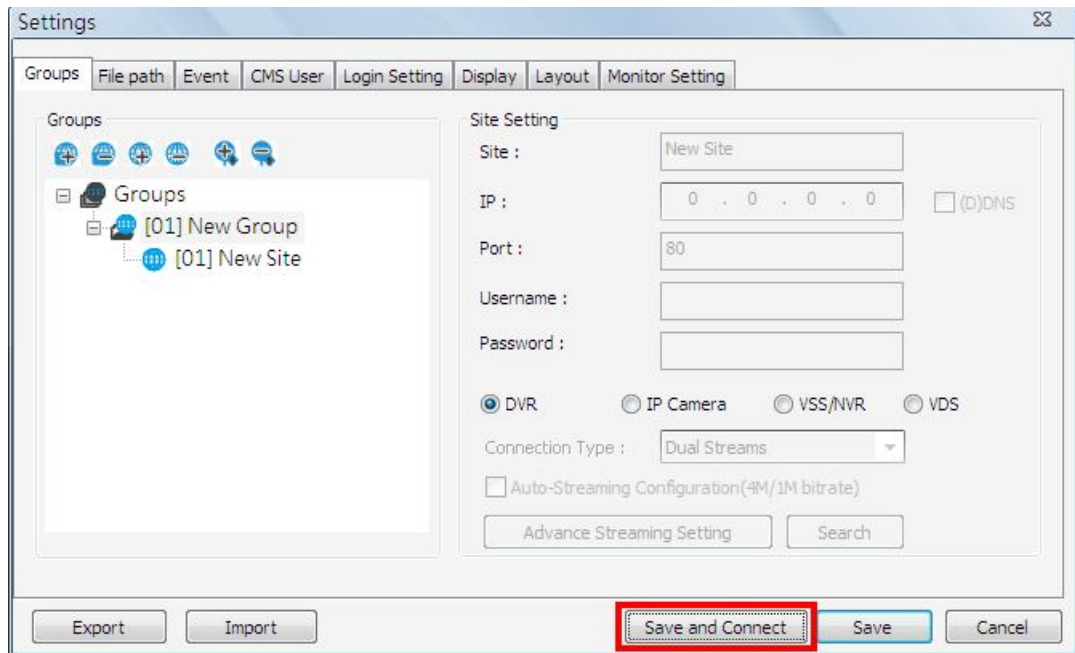 Settings
Groups File path Event CMS User Login Setting Display Layout Monitor Setting
Groups
Groups
[01] New Group
[01] New Site
Site Setting
Site : New Site
IP : 0 . 0 . 0 . 0 (D)DNS
Port : 80
Username :
Password :
DVR IP Camera VSS/NVR VDS
Connection Type : Dual Streams
Auto-Streaming Configuration(4M/1M bitrate)
Advance Streaming Setting Search
Export Import Save and Connect Save Cancel